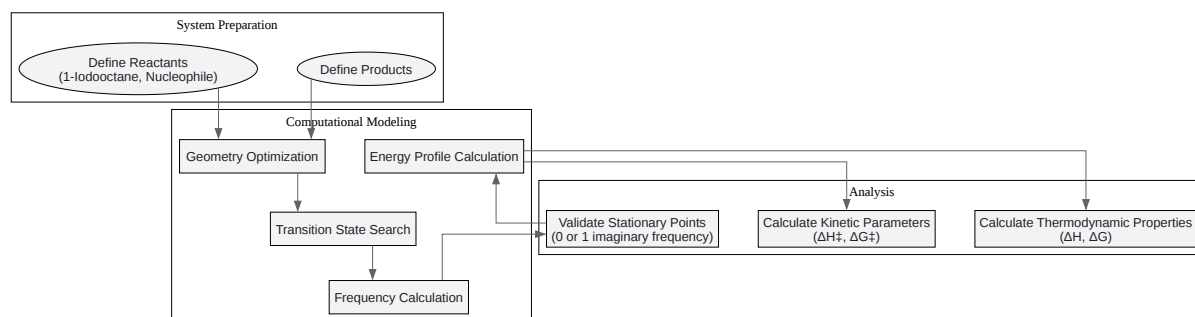 System Preparation
Define Reactants
(1-Iodooctane, Nucleophile)
Define Products
Computational Modeling
Geometry Optimization
Energy Profile Calculation
Transition State Search
Frequency Calculation
Analysis
Validate Stationary Points
(0 or 1 imaginary frequency)
Calculate Kinetic Parameters
(ΔH‡, ΔG‡)
Calculate Thermodynamic Properties
(ΔH, ΔG)